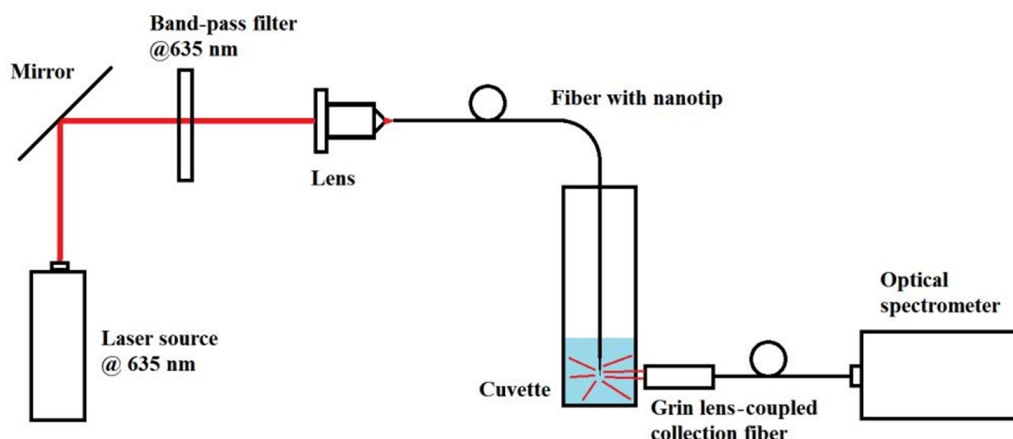 Band-pass filter
@635 nm
Mirror
Fiber with nanotip
Lens
Optical
spectrometer
Laser source
@ 635 nm
Cuvette
Grin lens-coupled
collection fiber